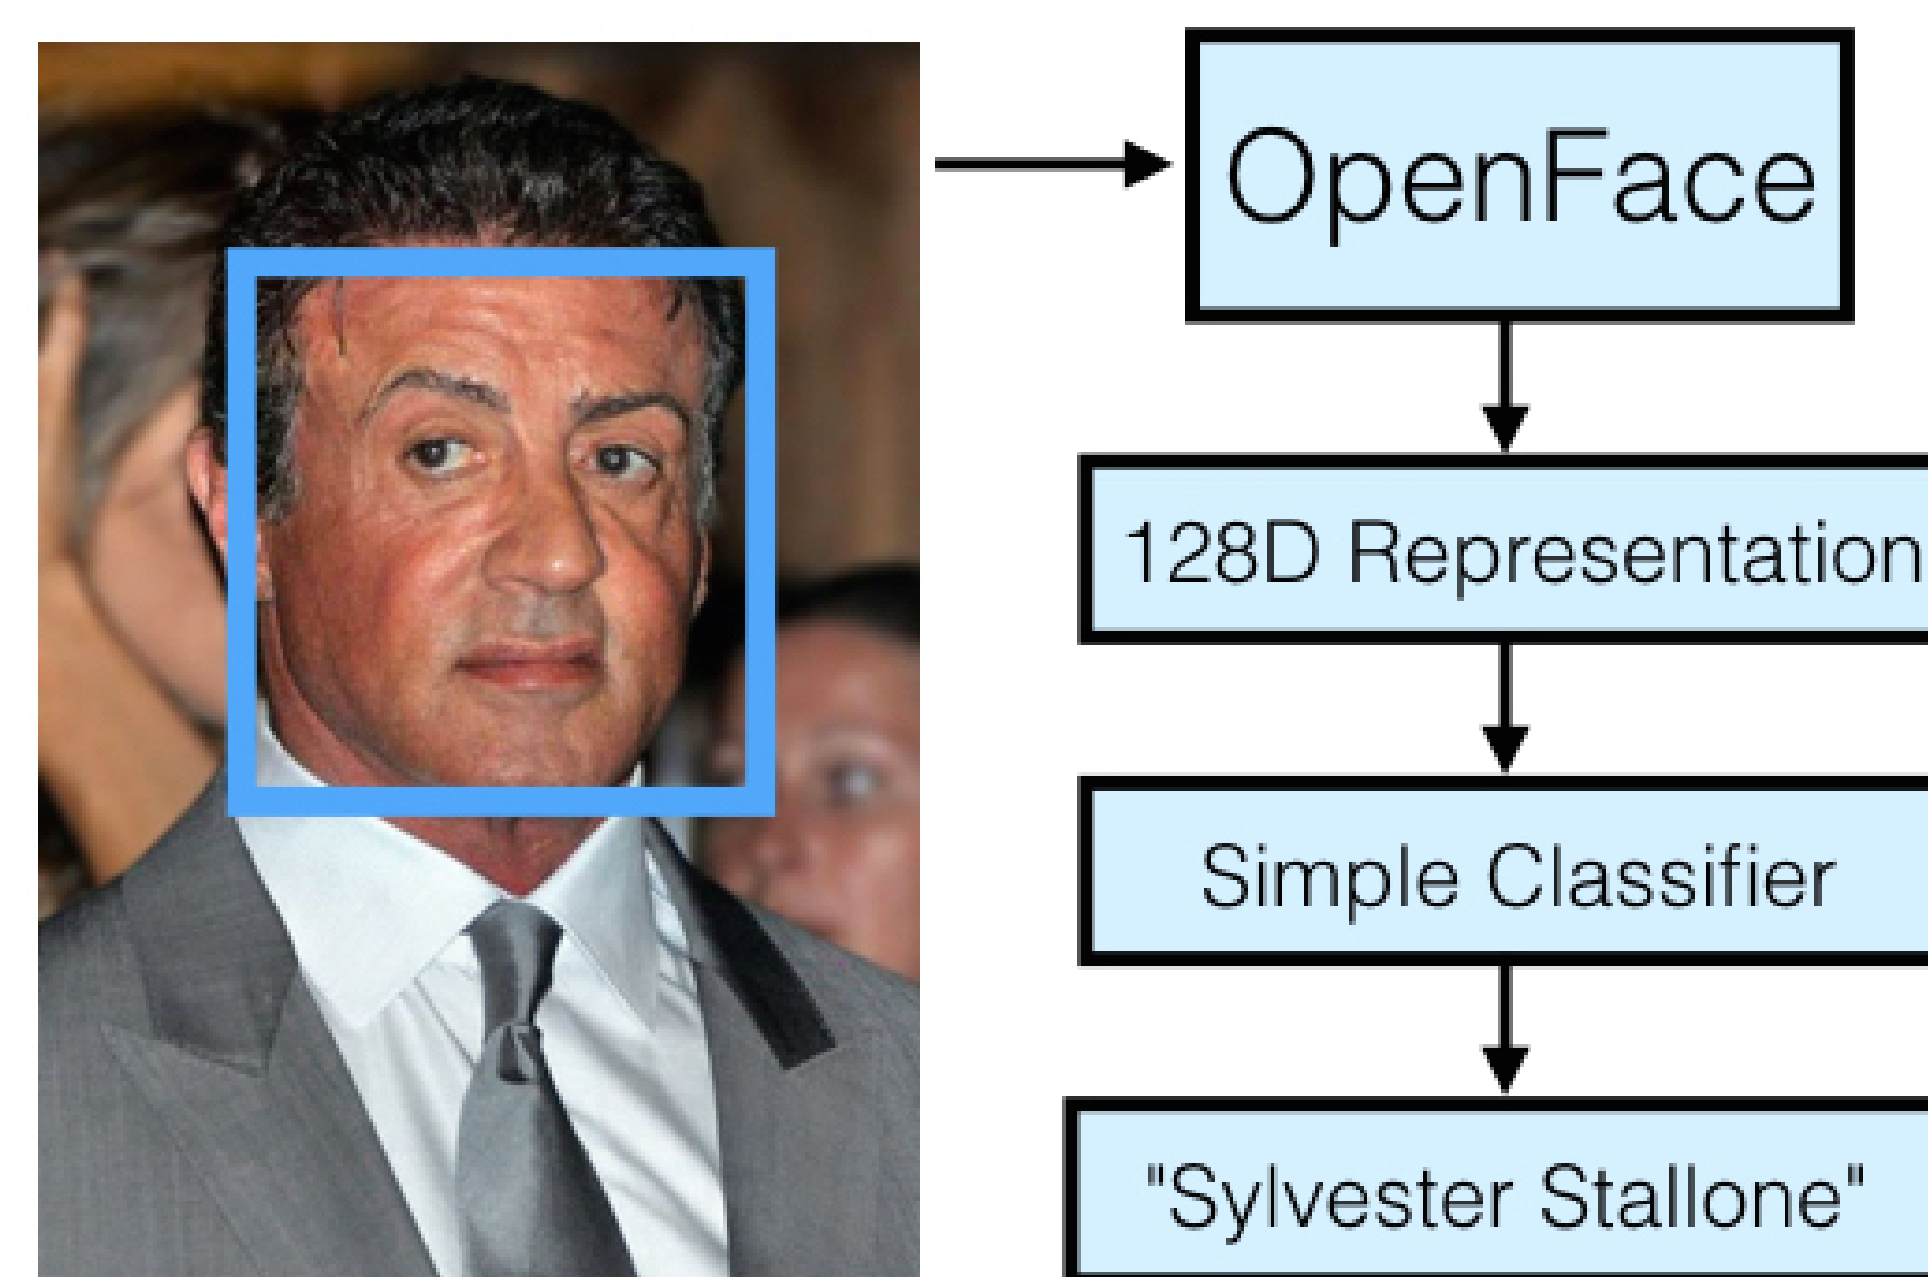 OpenFace
128D Representation
Simple Classifier
"Sylvester Stallone"